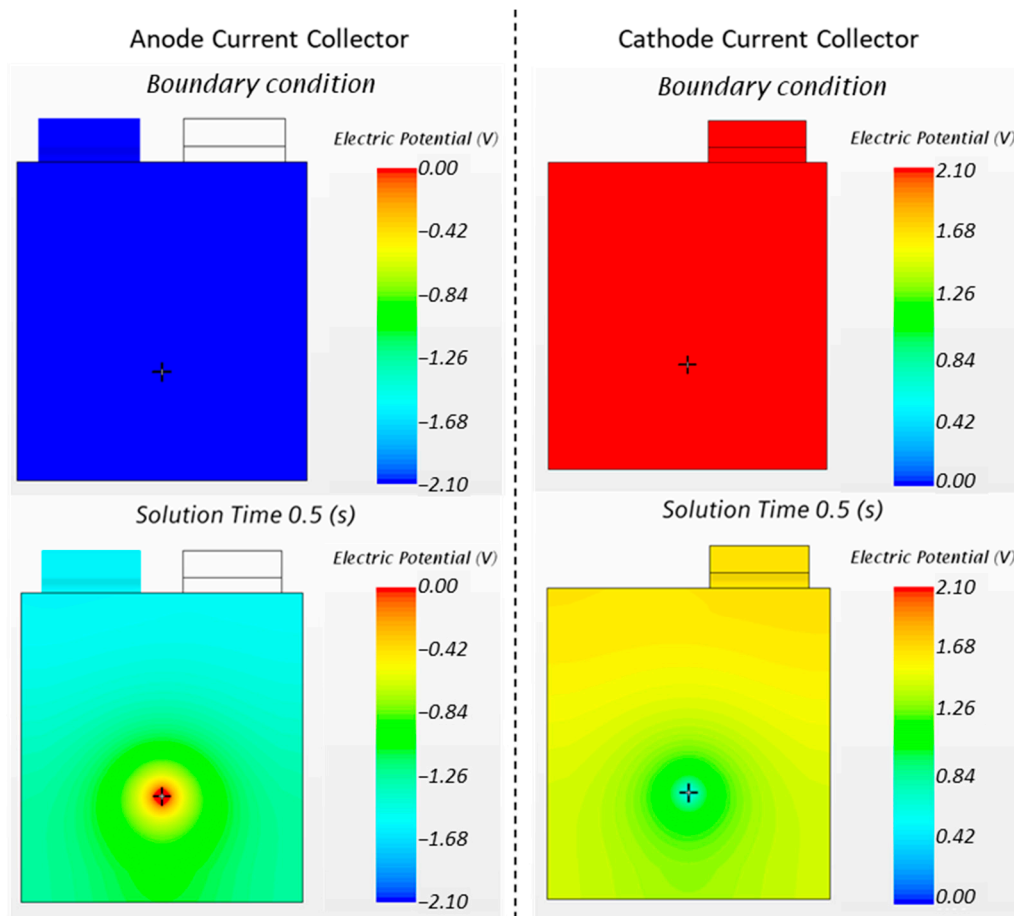 Anode Current Collector
Boundary condition
Electric Potential (V)
0.00
−0.42
−0.84
−1.26
−1.68
−2.10
Solution Time 0.5 (s)
Electric Potential (V)
0.00
−0.42
−0.84
−1.26
−1.68
−2.10
Cathode Current Collector
Boundary condition
Electric Potential (V)
2.10
1.68
1.26
0.84
0.42
0.00
Solution Time 0.5 (s)
Electric Potential (V)
2.10
1.68
1.26
0.84
0.42
0.00